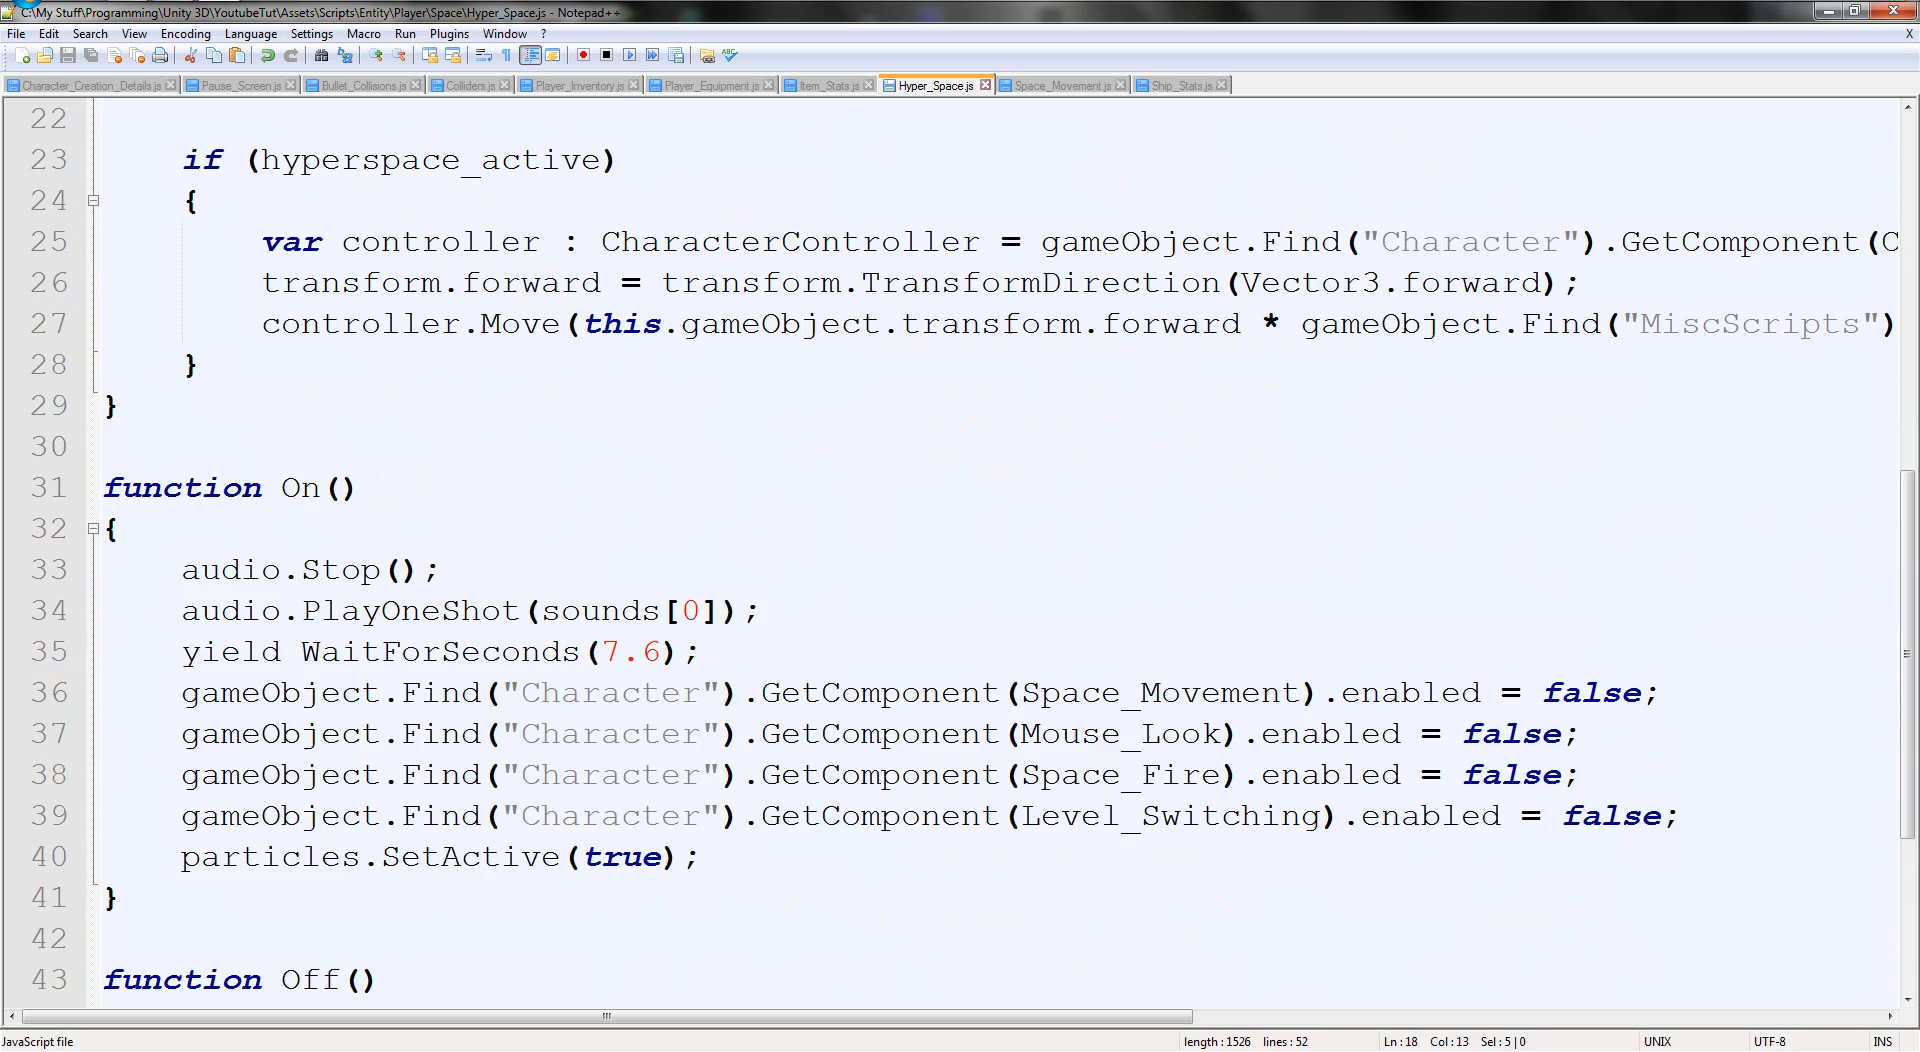 C:\My Stuff\Programming\Unity 3D\YoutubeTut\Assets\Scripts\Entity\Player\Space\Hyper_Space.js - Notepad++
File Edit Search View Encoding Language Settings Macro Run Plugins Window ? X
Character_Creation_Details.js Pause_Screen.js Bullet_Collisions.js Colliders.js Player_Inventory.js Player_Equipment.js Item_Stats.js Hyper_Space.js Space_Movement.js Ship_Stats.js
22
23 if (hyperspace_active)
24 {
25 var controller : CharacterController = gameObject.Find("Character").GetComponent(C
26 transform.forward = transform.TransformDirection(Vector3.forward);
27 controller.Move(this.gameObject.transform.forward * gameObject.Find("MiscScripts")
28 }
29 }
30
31 function On()
32 {
33 audio.Stop();
34 audio.PlayOneShot(sounds[0]);
35 yield WaitForSeconds(7.6);
36 gameObject.Find("Character").GetComponent(Space_Movement).enabled = false;
37 gameObject.Find("Character").GetComponent(Mouse_Look).enabled = false;
38 gameObject.Find("Character").GetComponent(Space_Fire).enabled = false;
39 gameObject.Find("Character").GetComponent(Level_Switching).enabled = false;
40 particles.SetActive(true);
41 }
42
43 function Off()
JavaScript file length : 1526 lines : 52 Ln : 18 Col : 13 Sel : 5 | 0 UNIX UTF-8 INS